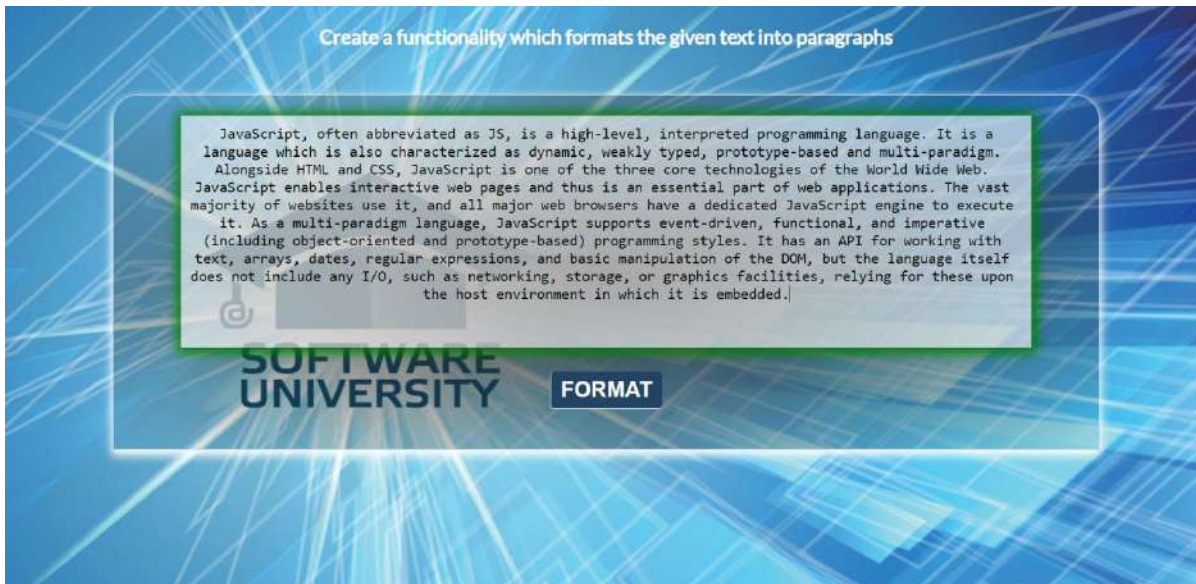 Create a functionality which formats the given text into paragraphs
JavaScript, often abbreviated as JS, is a high-level, interpreted programming language. It is a
language which is also characterized as dynamic, weakly typed, prototype-based and multi-paradigm.
Alongside HTML and CSS, JavaScript is one of the three core technologies of the World Wide Web.
JavaScript enables interactive web pages and thus is an essential part of web applications. The vast
majority of websites use it, and all major web browsers have a dedicated JavaScript engine to execute
it. As a multi-paradigm language, JavaScript supports event-driven, functional, and imperative
(including object-oriented and prototype-based) programming styles. It has an API for working with
text, arrays, dates, regular expressions, and basic manipulation of the DOM, but the language itself
does not include any I/O, such as networking, storage, or graphics facilities, relying for these upon
the host environment in which it is embedded.
SOFTWARE
UNIVERSITY
FORMAT